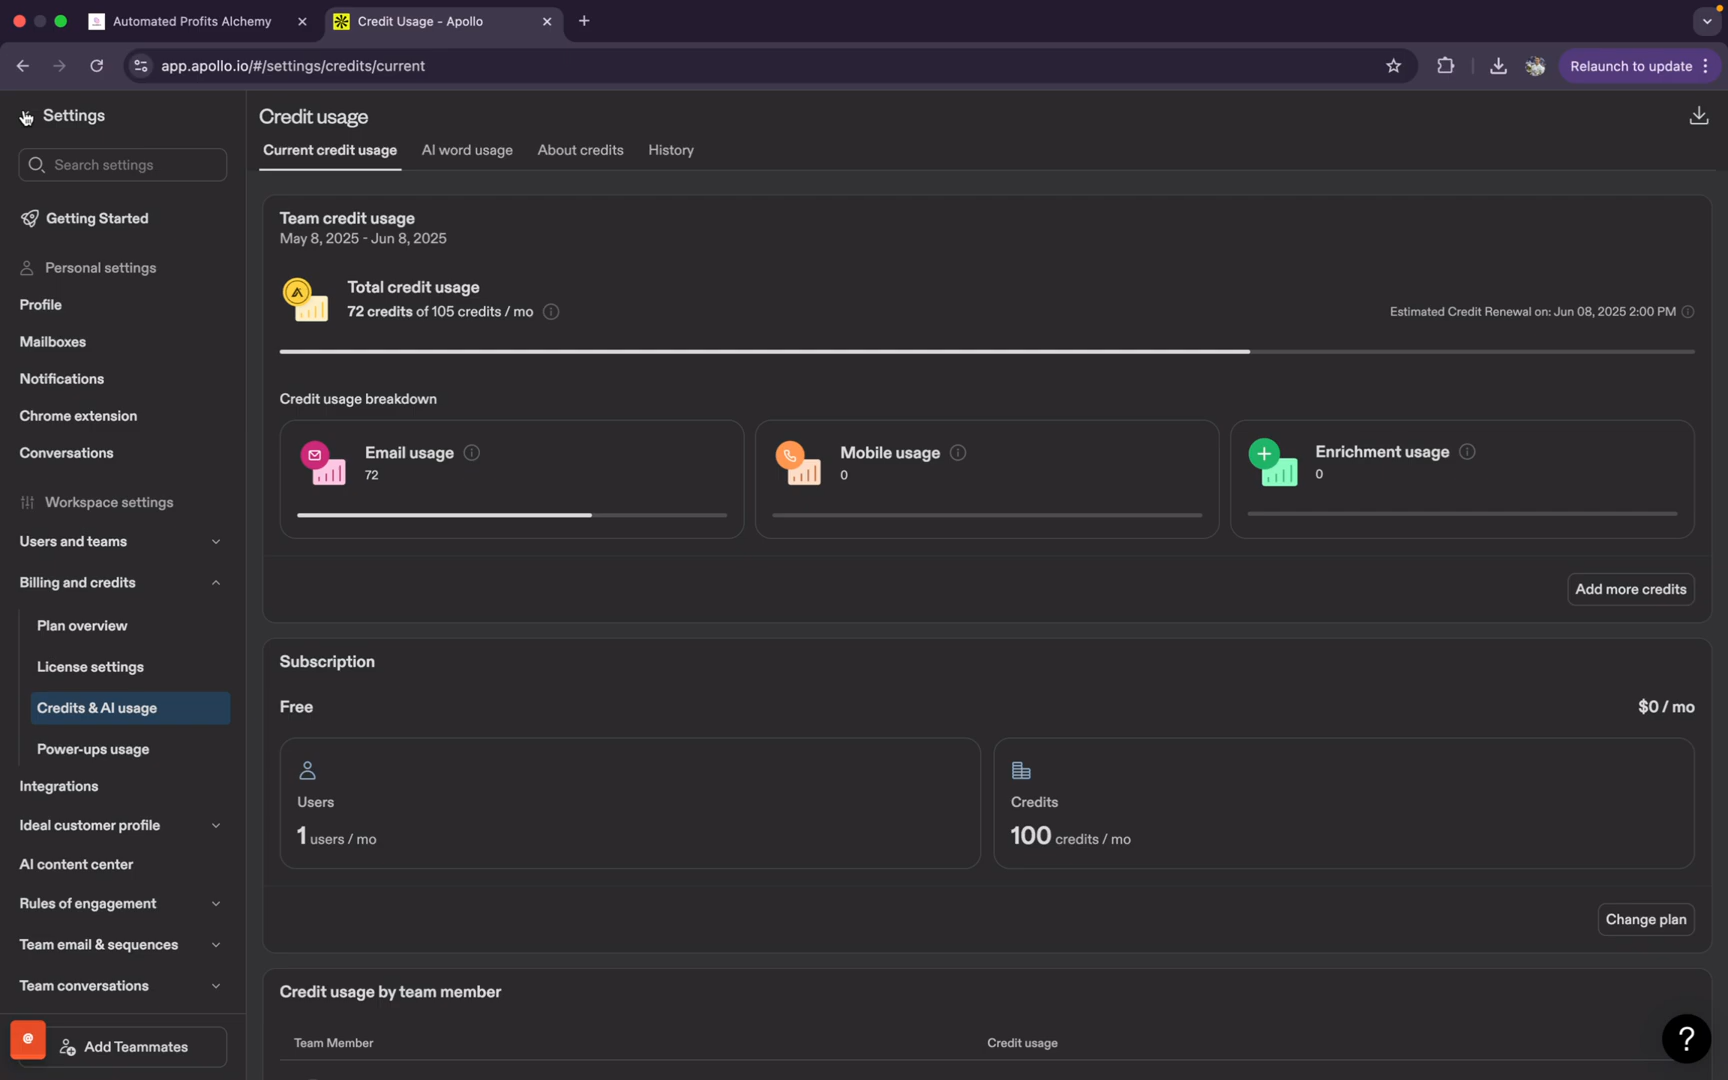 Automated Profits Alchemy
Credit Usage - Apollo
app.apollo.io/#/settings/credits/current
Relaunch to update
Settings
Search settings
Getting Started
Personal settings
Profile
Mailboxes
Notifications
Chrome extension
Conversations
Workspace settings
Users and teams
Billing and credits
Plan overview
License settings
Credits & AI usage
Power-ups usage
Integrations
Ideal customer profile
AI content center
Rules of engagement
Team email & sequences
Team conversations
@
Add Teammates
Credit usage
Current credit usage
AI word usage
About credits
History
Team credit usage
May 8, 2025 - Jun 8, 2025
Total credit usage
72 credits of 105 credits / mo
Estimated Credit Renewal on: Jun 08, 2025 2:00 PM
Credit usage breakdown
Email usage
72
Mobile usage
0
Enrichment usage
0
Add more credits
Subscription
Free
$0 / mo
Users
1 users / mo
Credits
100 credits / mo
Change plan
Credit usage by team member
Team Member
Credit usage
?